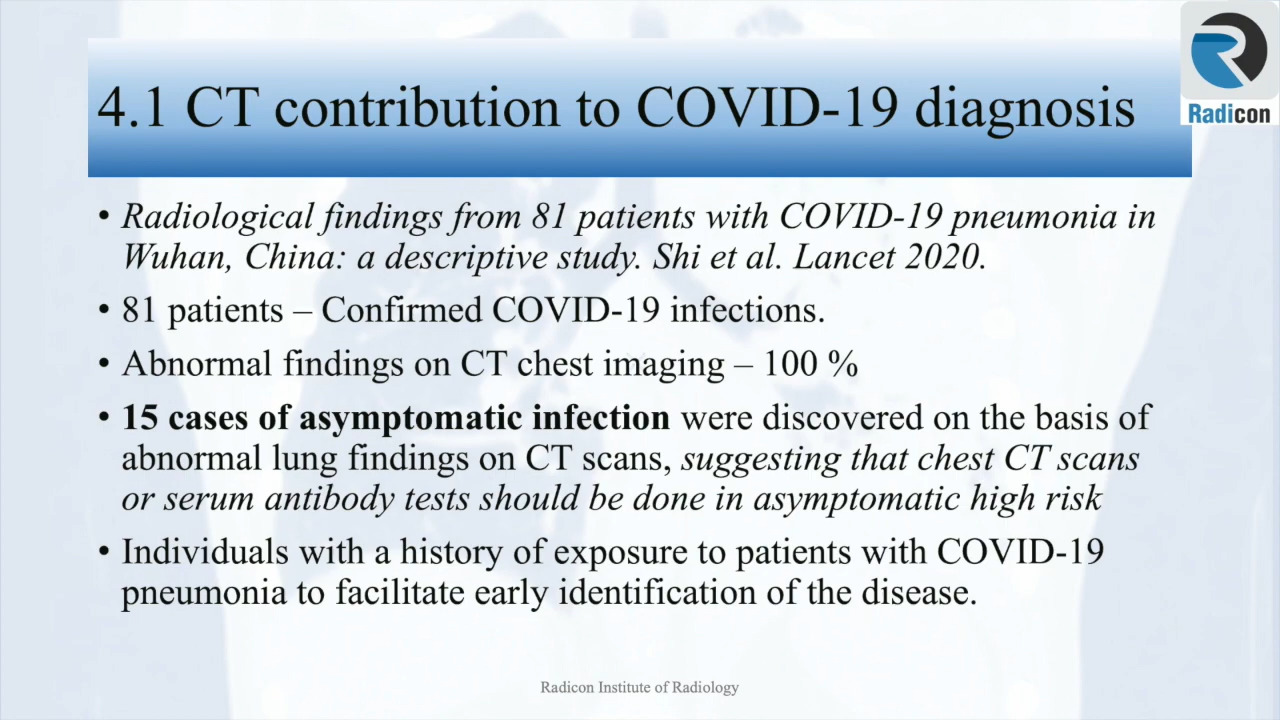 4.1 CT contribution to COVID-19 diagnosis
Radicon
• Radiological findings from 81 patients with COVID-19 pneumonia in
Wuhan, China: a descriptive study. Shi et al. Lancet 2020.
• 81 patients – Confirmed COVID-19 infections.
• Abnormal findings on CT chest imaging – 100 %
• 15 cases of asymptomatic infection were discovered on the basis of
abnormal lung findings on CT scans, suggesting that chest CT scans
or serum antibody tests should be done in asymptomatic high risk
• Individuals with a history of exposure to patients with COVID-19
pneumonia to facilitate early identification of the disease.
Radicon Institute of Radiology